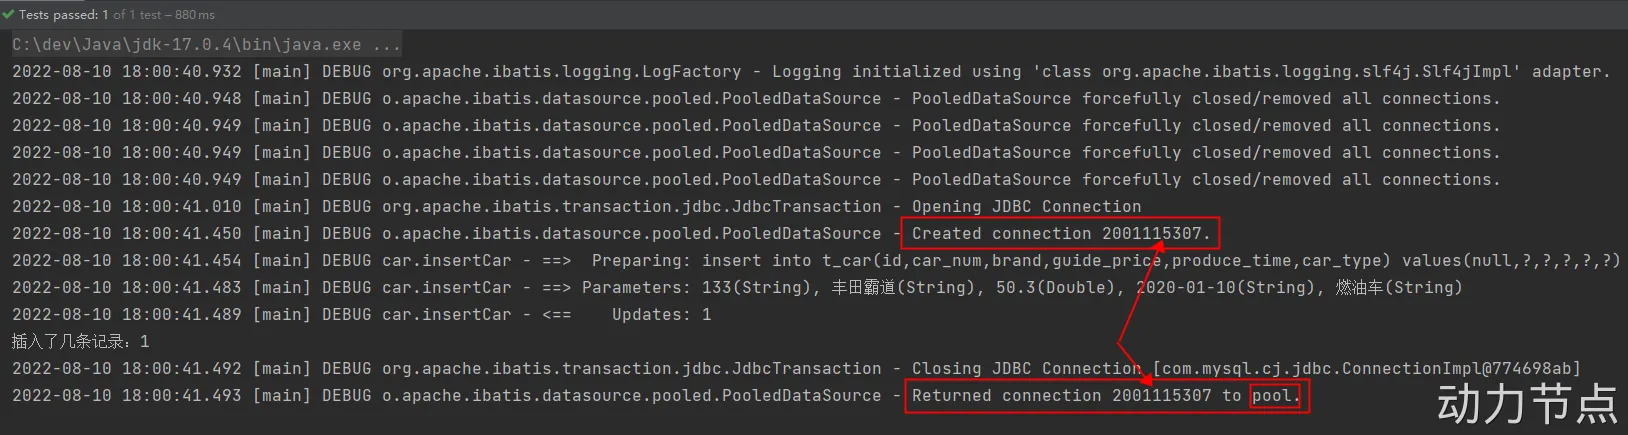 Tests passed: 1 of 1 test – 880 ms
C:\dev\Java\jdk-17.0.4\bin\java.exe ...
2022-08-10 18:00:40.932 [main] DEBUG org.apache.ibatis.logging.LogFactory - Logging initialized using 'class org.apache.ibatis.logging.slf4j.Slf4jImpl' adapter.
2022-08-10 18:00:40.948 [main] DEBUG o.apache.ibatis.datasource.pooled.PooledDataSource - PooledDataSource forcefully closed/removed all connections.
2022-08-10 18:00:40.949 [main] DEBUG o.apache.ibatis.datasource.pooled.PooledDataSource - PooledDataSource forcefully closed/removed all connections.
2022-08-10 18:00:40.949 [main] DEBUG o.apache.ibatis.datasource.pooled.PooledDataSource - PooledDataSource forcefully closed/removed all connections.
2022-08-10 18:00:40.949 [main] DEBUG o.apache.ibatis.datasource.pooled.PooledDataSource - PooledDataSource forcefully closed/removed all connections.
2022-08-10 18:00:41.010 [main] DEBUG org.apache.ibatis.transaction.jdbc.JdbcTransaction - Opening JDBC Connection
2022-08-10 18:00:41.450 [main] DEBUG o.apache.ibatis.datasource.pooled.PooledDataSource - Created connection 2001115307.
2022-08-10 18:00:41.454 [main] DEBUG car.insertCar - ==>  Preparing: insert into t_car(id,car_num,brand,guide_price,produce_time,car_type) values(null,?,?,?,?,?)
2022-08-10 18:00:41.483 [main] DEBUG car.insertCar - ==> Parameters: 133(String), 丰田霸道(String), 50.3(Double), 2020-01-10(String), 燃油车(String)
2022-08-10 18:00:41.489 [main] DEBUG car.insertCar - <==    Updates: 1
插入了几条记录：1
2022-08-10 18:00:41.492 [main] DEBUG org.apache.ibatis.transaction.jdbc.JdbcTransaction - Closing JDBC Connection [com.mysql.cj.jdbc.ConnectionImpl@774698ab]
2022-08-10 18:00:41.493 [main] DEBUG o.apache.ibatis.datasource.pooled.PooledDataSource - Returned connection 2001115307 to pool.
动力节点